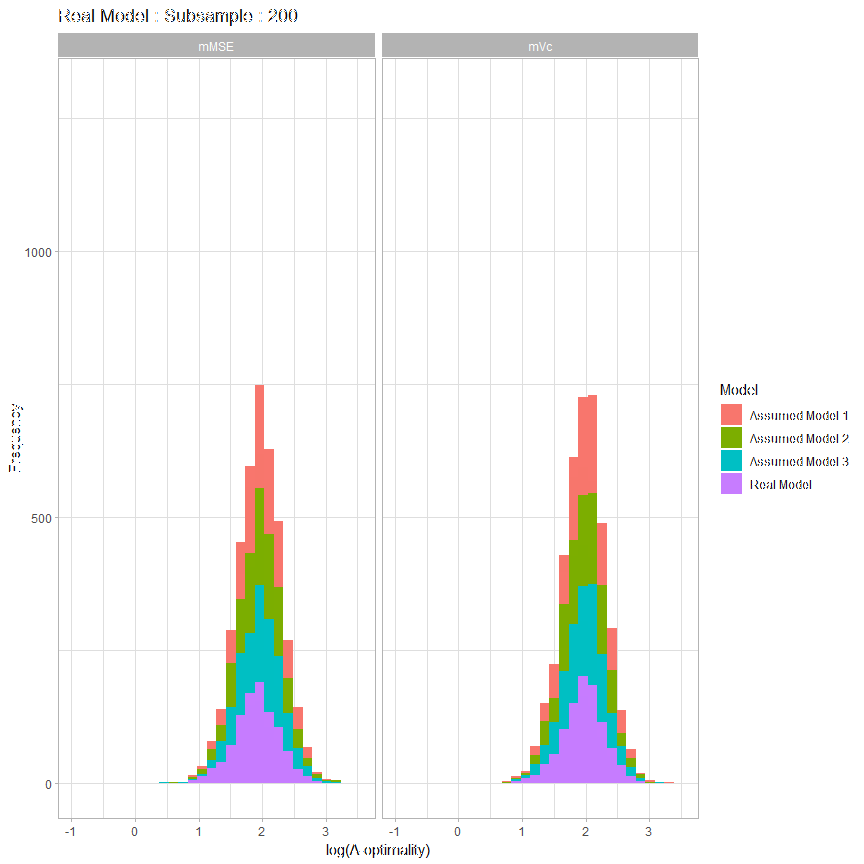 Real Model : Subsample : 200
mMSE
mVc
1000
500
0
Frequency
-1 0 1 2 3
-1 0 1 2 3
log(A-optimality)
Model
Assumed Model 1
Assumed Model 2
Assumed Model 3
Real Model